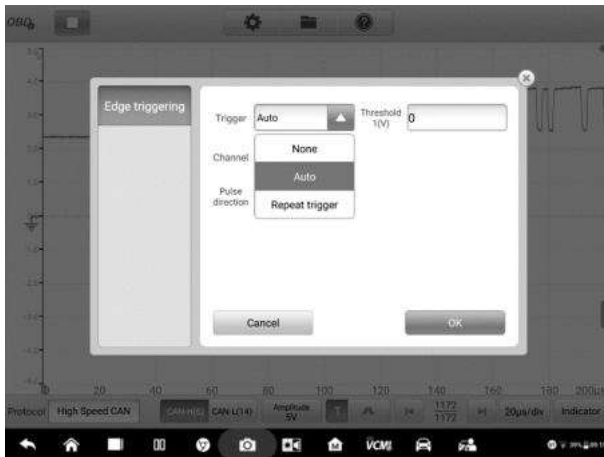 OBD
Edge triggering
Trigger Auto Threshold 1(V) 0
None
Channel
Auto
Pulse direction
Repeat trigger
Cancel OK
20 40 60 80 100 120 140 160 180 200μs
Protocol High Speed CAN CAN-H(6) CAN L(14) Amplitude 5V T 1172 1172 20μs/div Indicator
VCMI